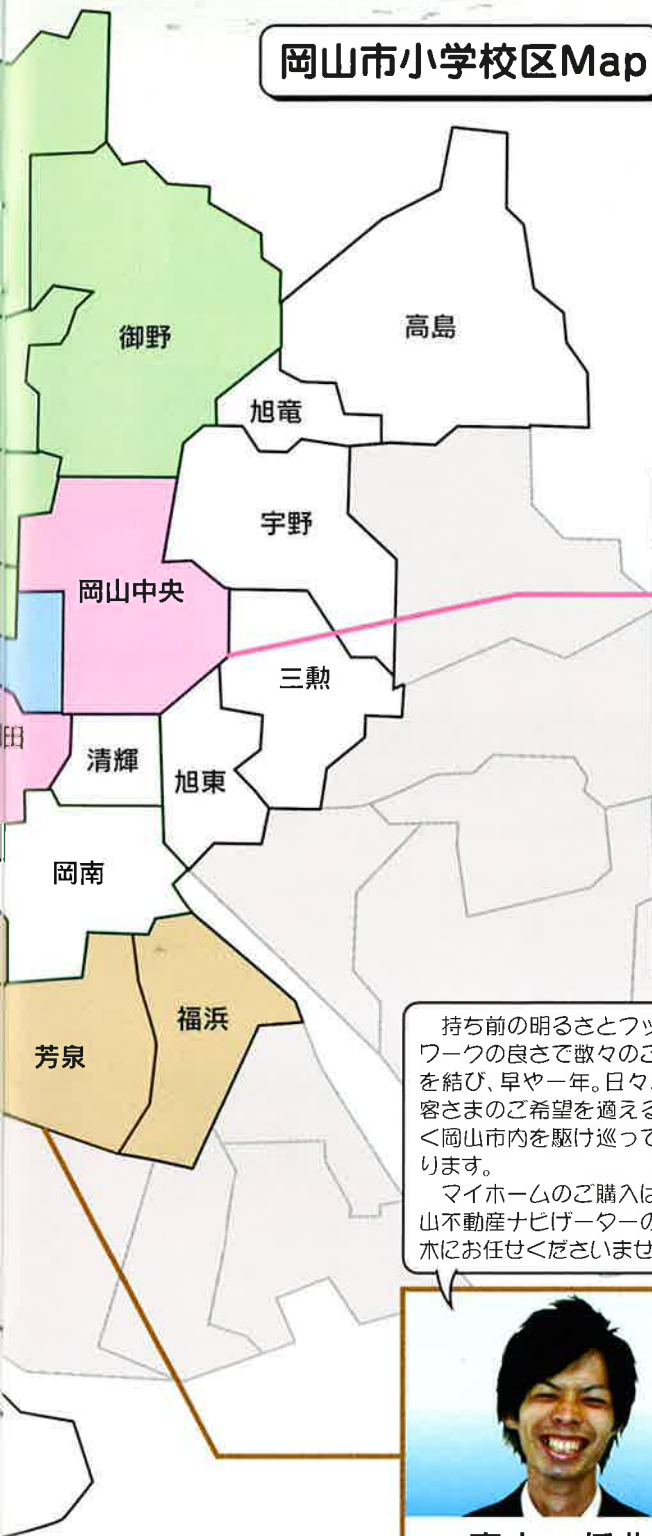 岡山市小学校区Map
御野
高島
旭竜
宇野
岡山中央
三勲
田
清輝
旭東
岡南
福浜
芳泉
持ち前の明るさとフッ
ワークの良さで数々のご
を結び、早や一年。日々、
客さまのご希望を適える
く岡山市内を駆け巡って
ります。
マイホームのご購入は
山不動産ナビゲーターの
木にお任せくださいませ